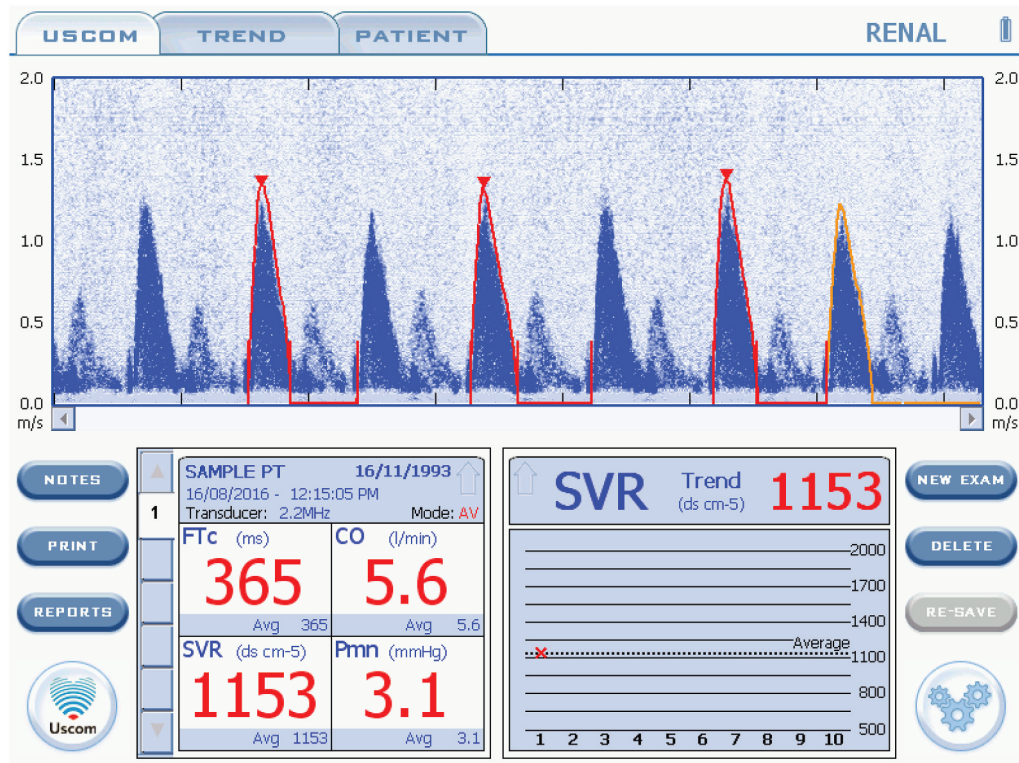 USCOM TREND PATIENT RENAL
2.0 2.0
1.5 1.5
1.0 1.0
0.5 0.5
0.0 0.0
m/s m/s
NOTES
PRINT
REPORTS
Uscom
1
SAMPLE PT 16/11/1993
16/08/2016 - 12:15:05 PM
Transducer: 2.2MHz Mode: AV
FTc (ms) CO (l/min)
365 5.6
Avg 365 Avg 5.6
SVR (ds cm-5) Pmn (mmHg)
1153 3.1
Avg 1153 Avg 3.1
SVR Trend (ds cm-5) 1153
2000
1700
1400
Average
1100
800
500
1 2 3 4 5 6 7 8 9 10
NEW EXAM
DELETE
RE-SAVE